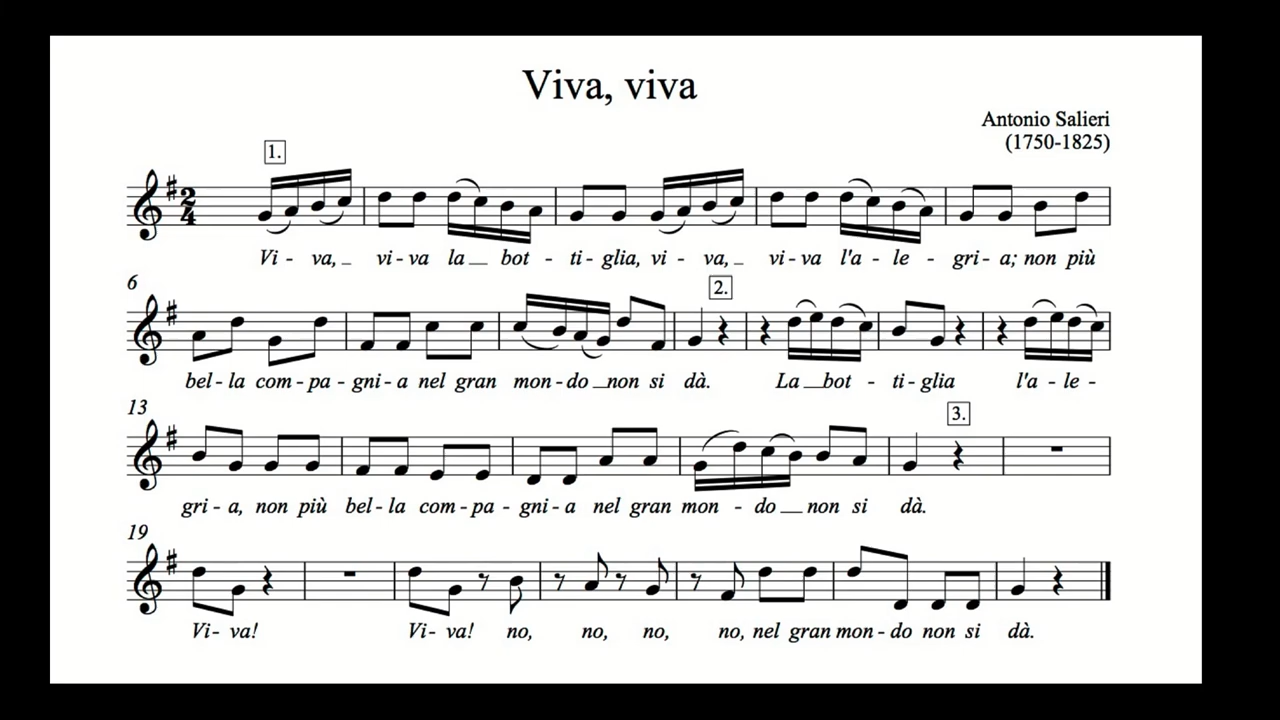 Viva, viva
Antonio Salieri
(1750-1825)
1.
2
4
Vi - va, _ vi - va la __ bot - ti - glia, vi - va, _ vi - va l'a - le - gri - a; non più
6
2.
bel - la com - pa - gni - a nel gran mon - do _ non si dà. La __ bot - ti - glia l'a - le -
13
3.
gri - a, non più bel - la com - pa - gni - a nel gran mon - do __ non si dà.
19
Vi - va! Vi - va! no, no, no, no, nel gran mon - do non si dà.